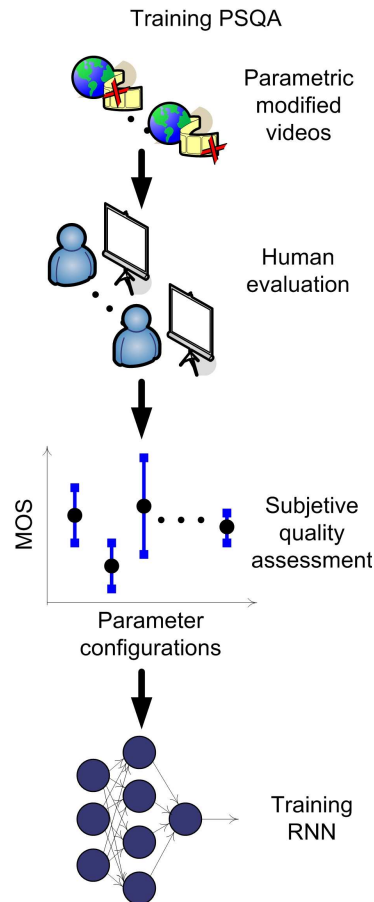 Training PSQA
Parametric
modified
videos
Human
evaluation
MOS
Subjetive
quality
assessment
Parameter
configurations
Training
RNN